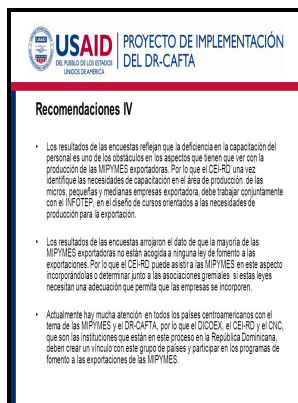 USAID
DEL PUEBLO DE LOS ESTADOS
UNIDOS DE AMÉRICA
PROYECTO DE IMPLEMENTACIÓN
DEL DR-CAFTA
Recomendaciones IV
• Los resultados de las encuestas reflejan que la deficiencia en la capacitación del
personal es uno de los obstáculos en los aspectos que tienen que ver con la
producción de las MIPYMES exportadoras. Por lo que el CEI-RD una vez
identifique las necesidades de capacitación en el área de producción de las
micros, pequeñas y medianas empresas exportadora, debe trabajar conjuntamente
con el INFOTEP, en el diseño de cursos orientados a las necesidades de
producción para la exportación.
• Los resultados de las encuestas arrojaron el dato de que la mayoría de las
MIPYMES exportadoras no están acogida a ninguna ley de fomento a las
exportaciones. Por lo que el CEI-RD puede asistir a las MIPYMES en este aspecto
incorporándolas o determinar junto a las asociaciones gremiales si estas leyes
necesitan una adecuación que permita que las empresas se incorporen.
• Actualmente hay mucha atención en todos los países centroamericanos con el
tema de las MIPYMES y el DR-CAFTA, por lo que el DICOEX, el CEI-RD y el CNC,
que son las instituciones que están en este proceso en la República Dominicana,
deben crear un vínculo con este grupo de países y participar en los programas de
fomento a las exportaciones de las MIPYMES.